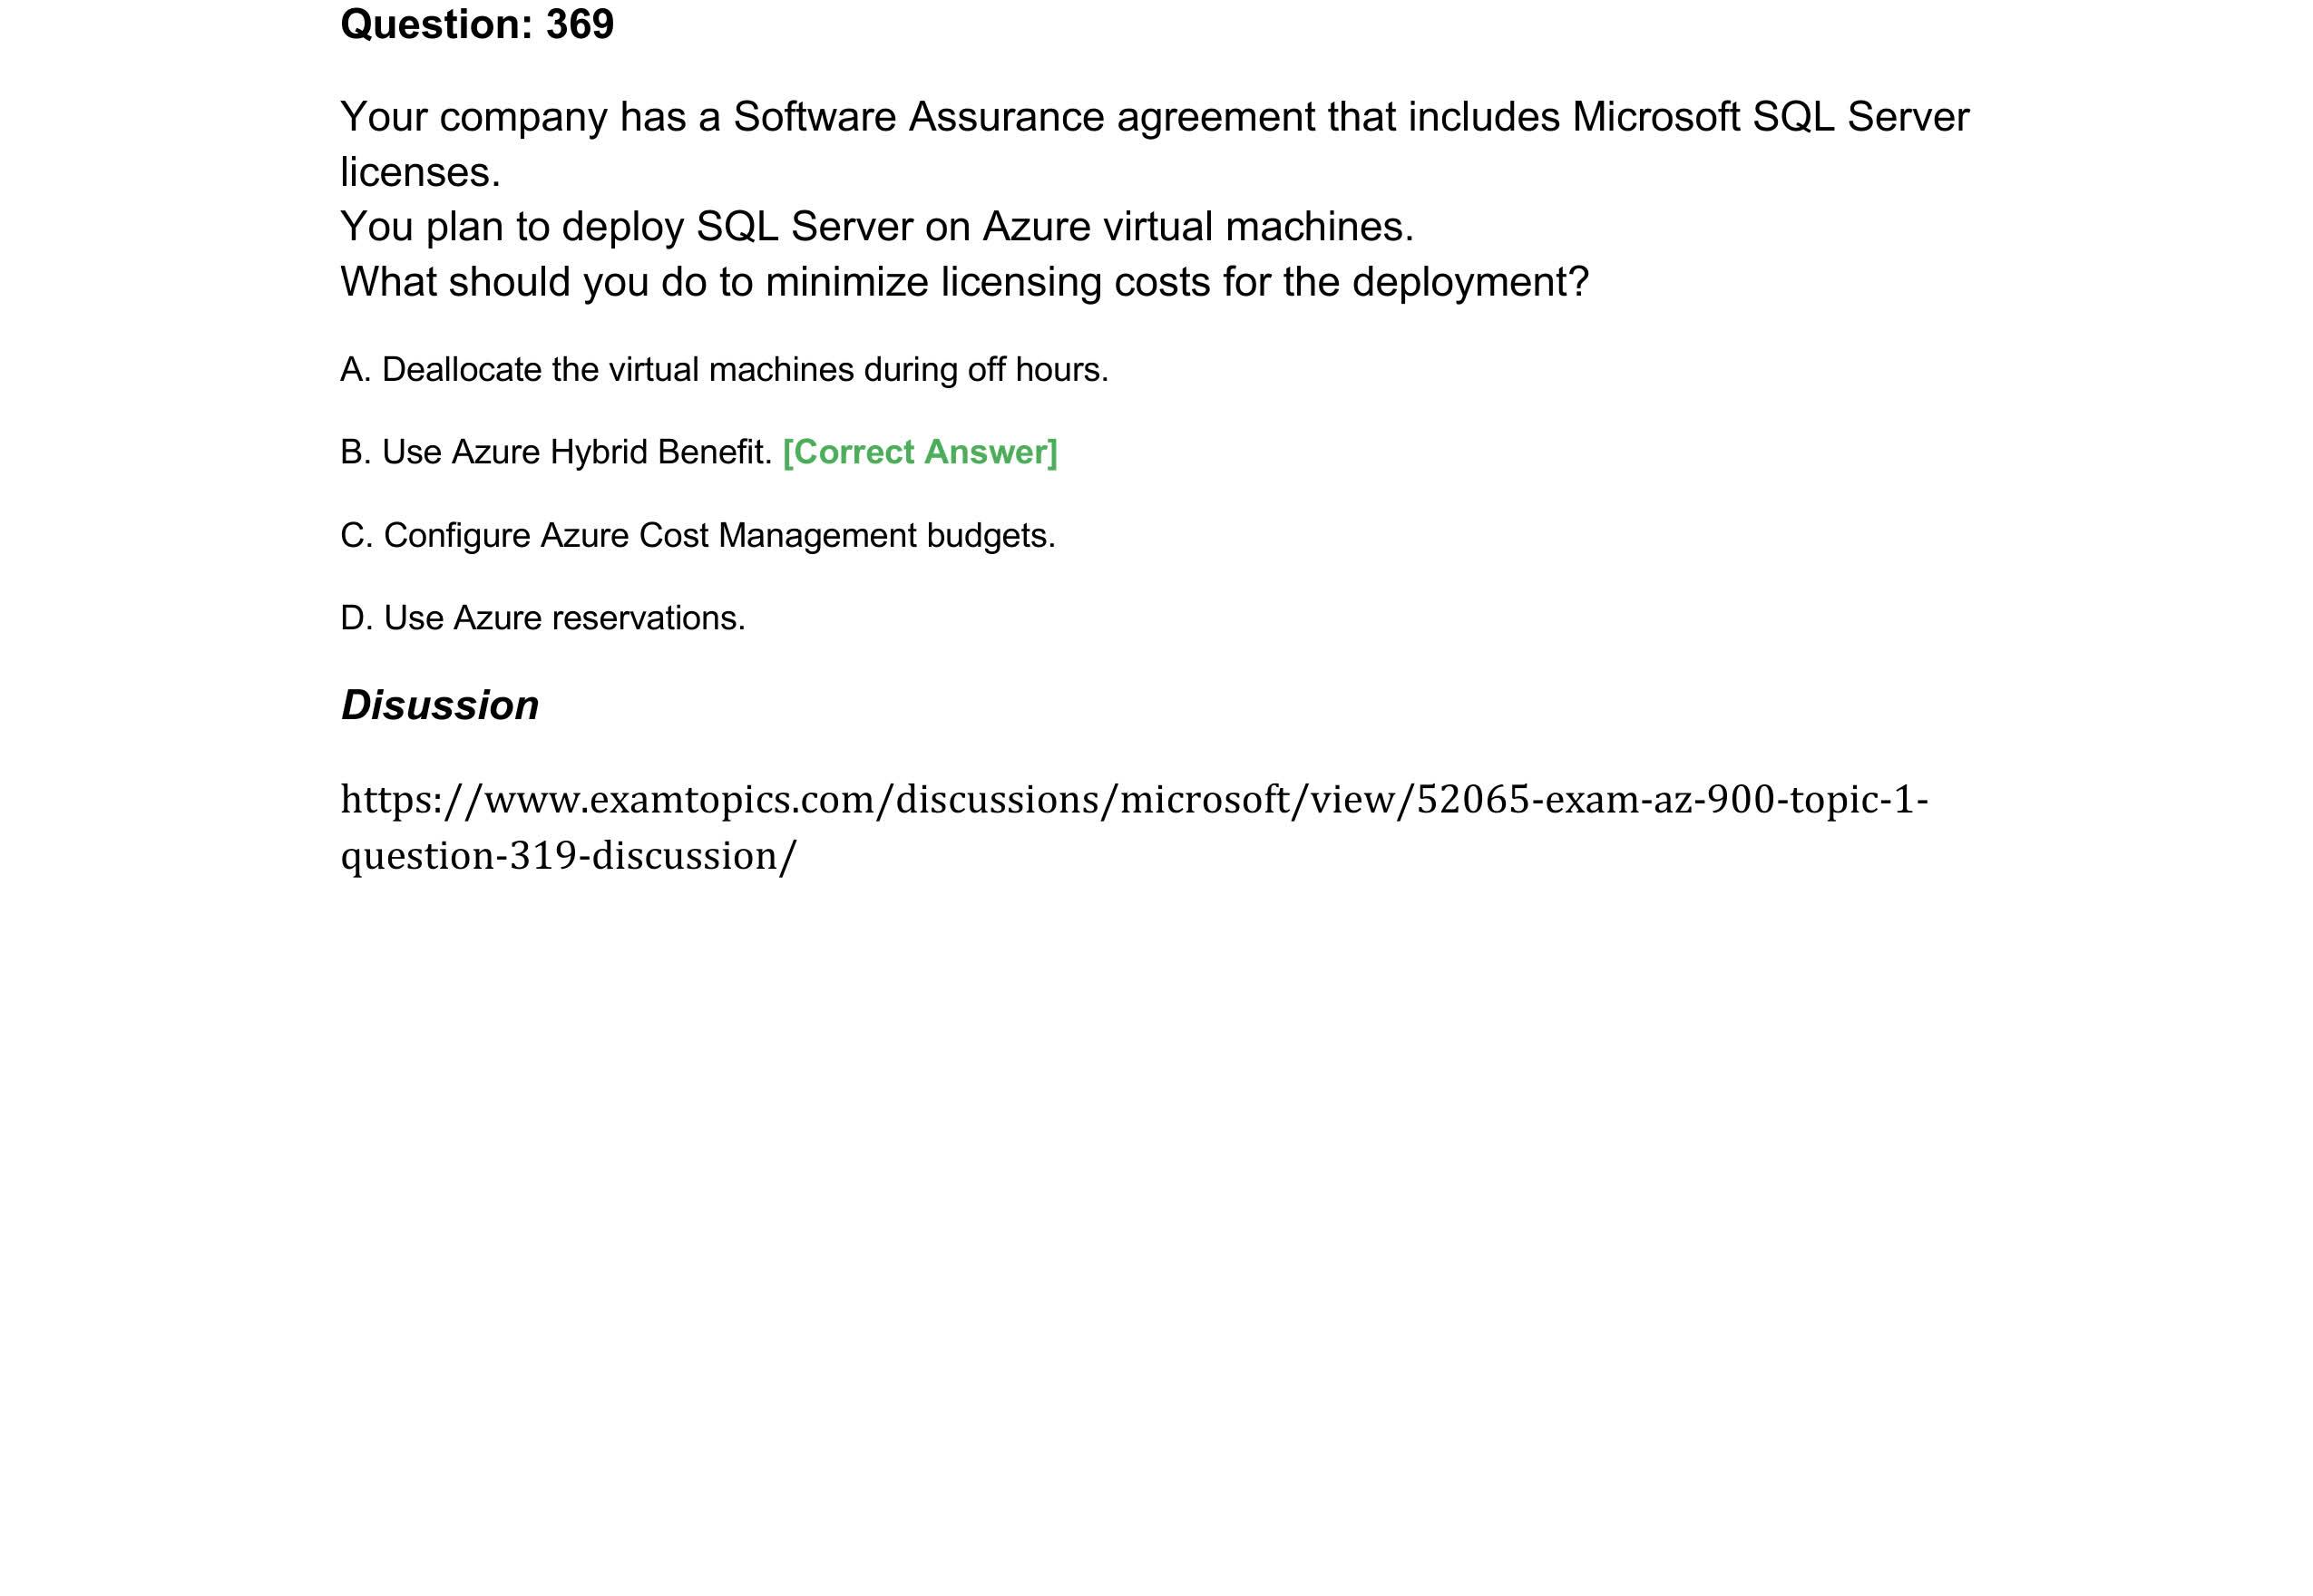 Question: 369
Your company has a Software Assurance agreement that includes Microsoft SQL Server
licenses.
You plan to deploy SQL Server on Azure virtual machines.
What should you do to minimize licensing costs for the deployment?
A. Deallocate the virtual machines during off hours.
B. Use Azure Hybrid Benefit. [Correct Answer]
C. Configure Azure Cost Management budgets.
D. Use Azure reservations.
Disussion
https://www.examtopics.com/discussions/microsoft/view/52065-exam-az-900-topic-1-
question-319-discussion/